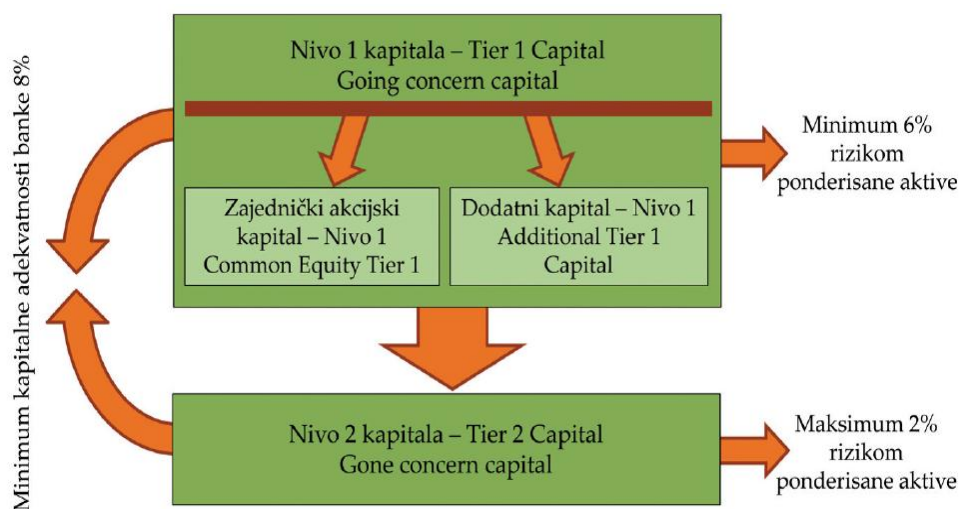 Minimum kapitalne adekvatnosti banke 8%
Nivo 1 kapitala – Tier 1 Capital
Going concern capital
Zajednički akcijski
kapital – Nivo 1
Common Equity Tier 1
Dodatni kapital – Nivo 1
Additional Tier 1
Capital
Minimum 6%
rizikom
ponderisane aktive
Nivo 2 kapitala – Tier 2 Capital
Gone concern capital
Maksimum 2%
rizikom
ponderisane aktive